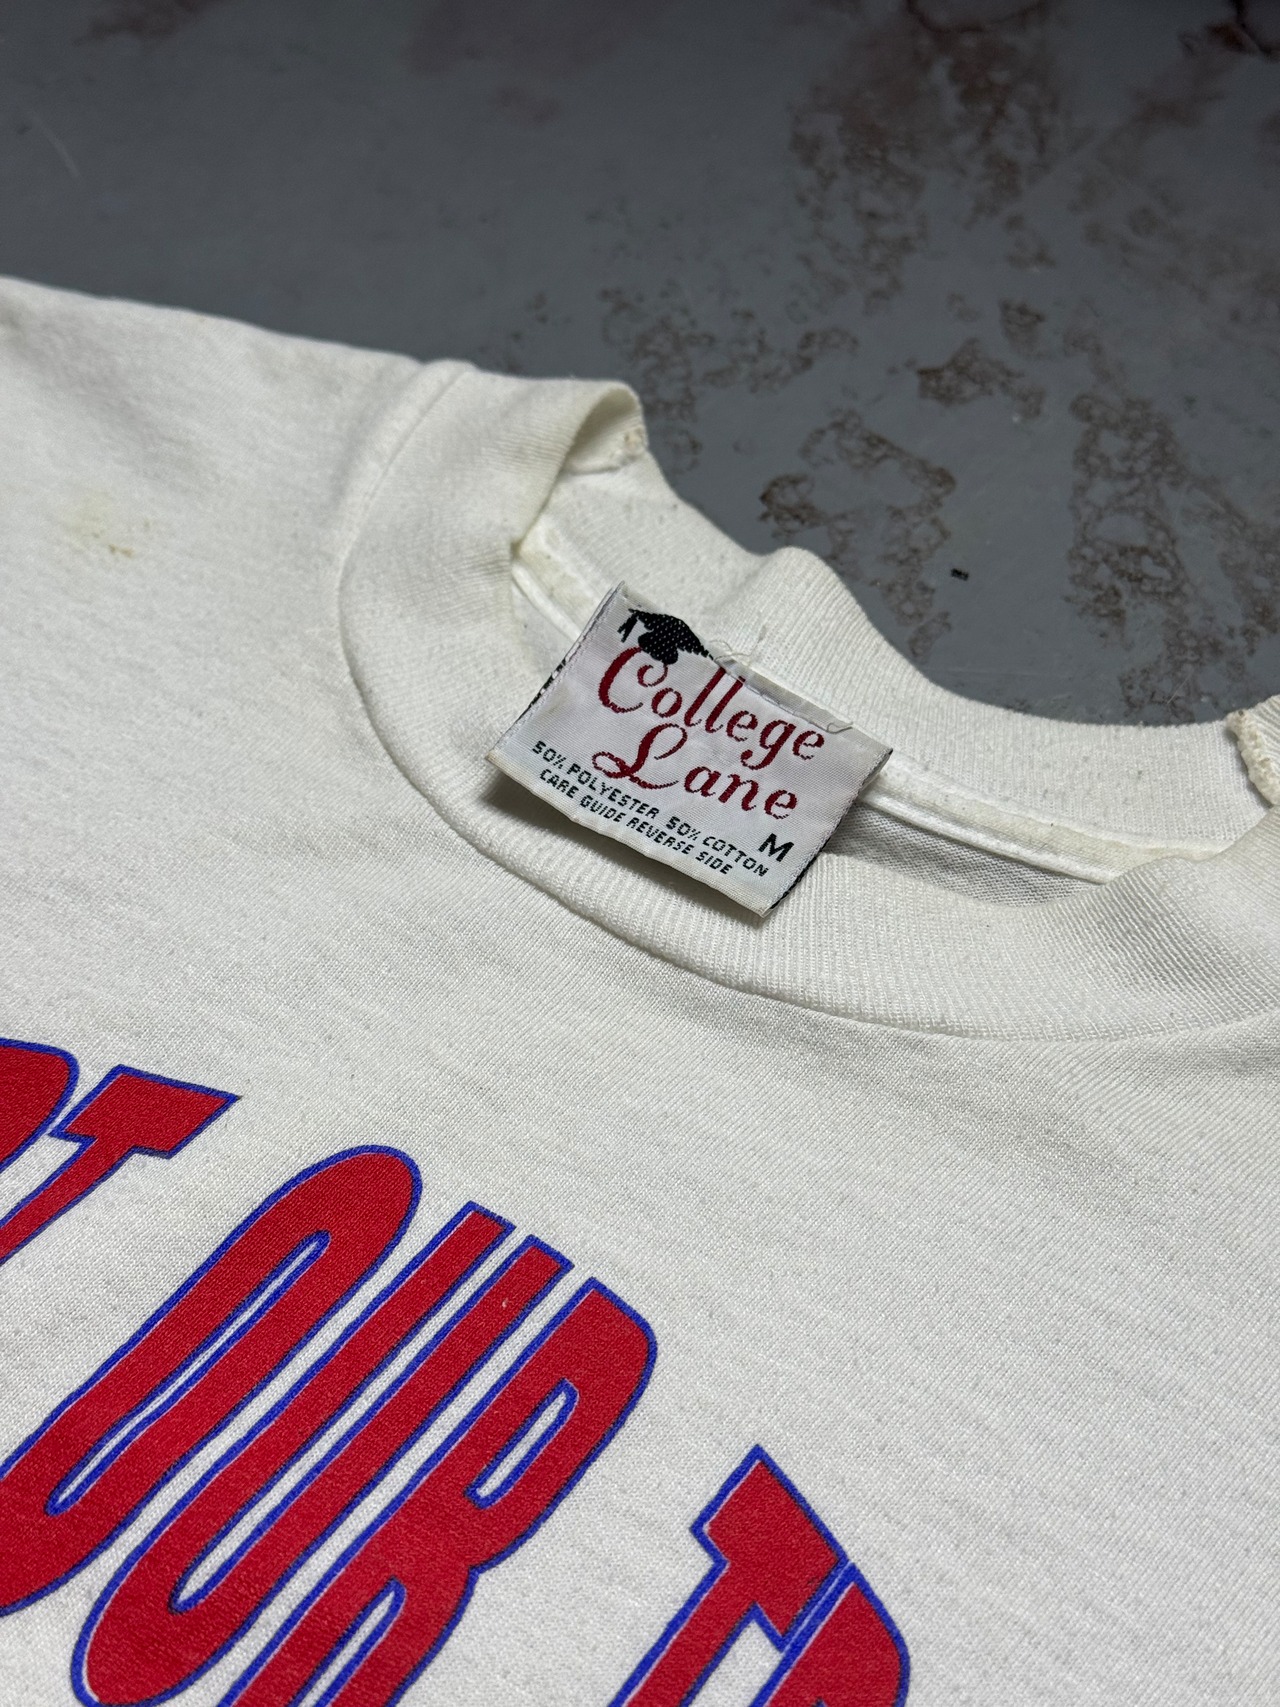 College
Lane
50% POLYESTER 50% COTTON
CARE GUIDE REVERSE SIDE
M
OUR